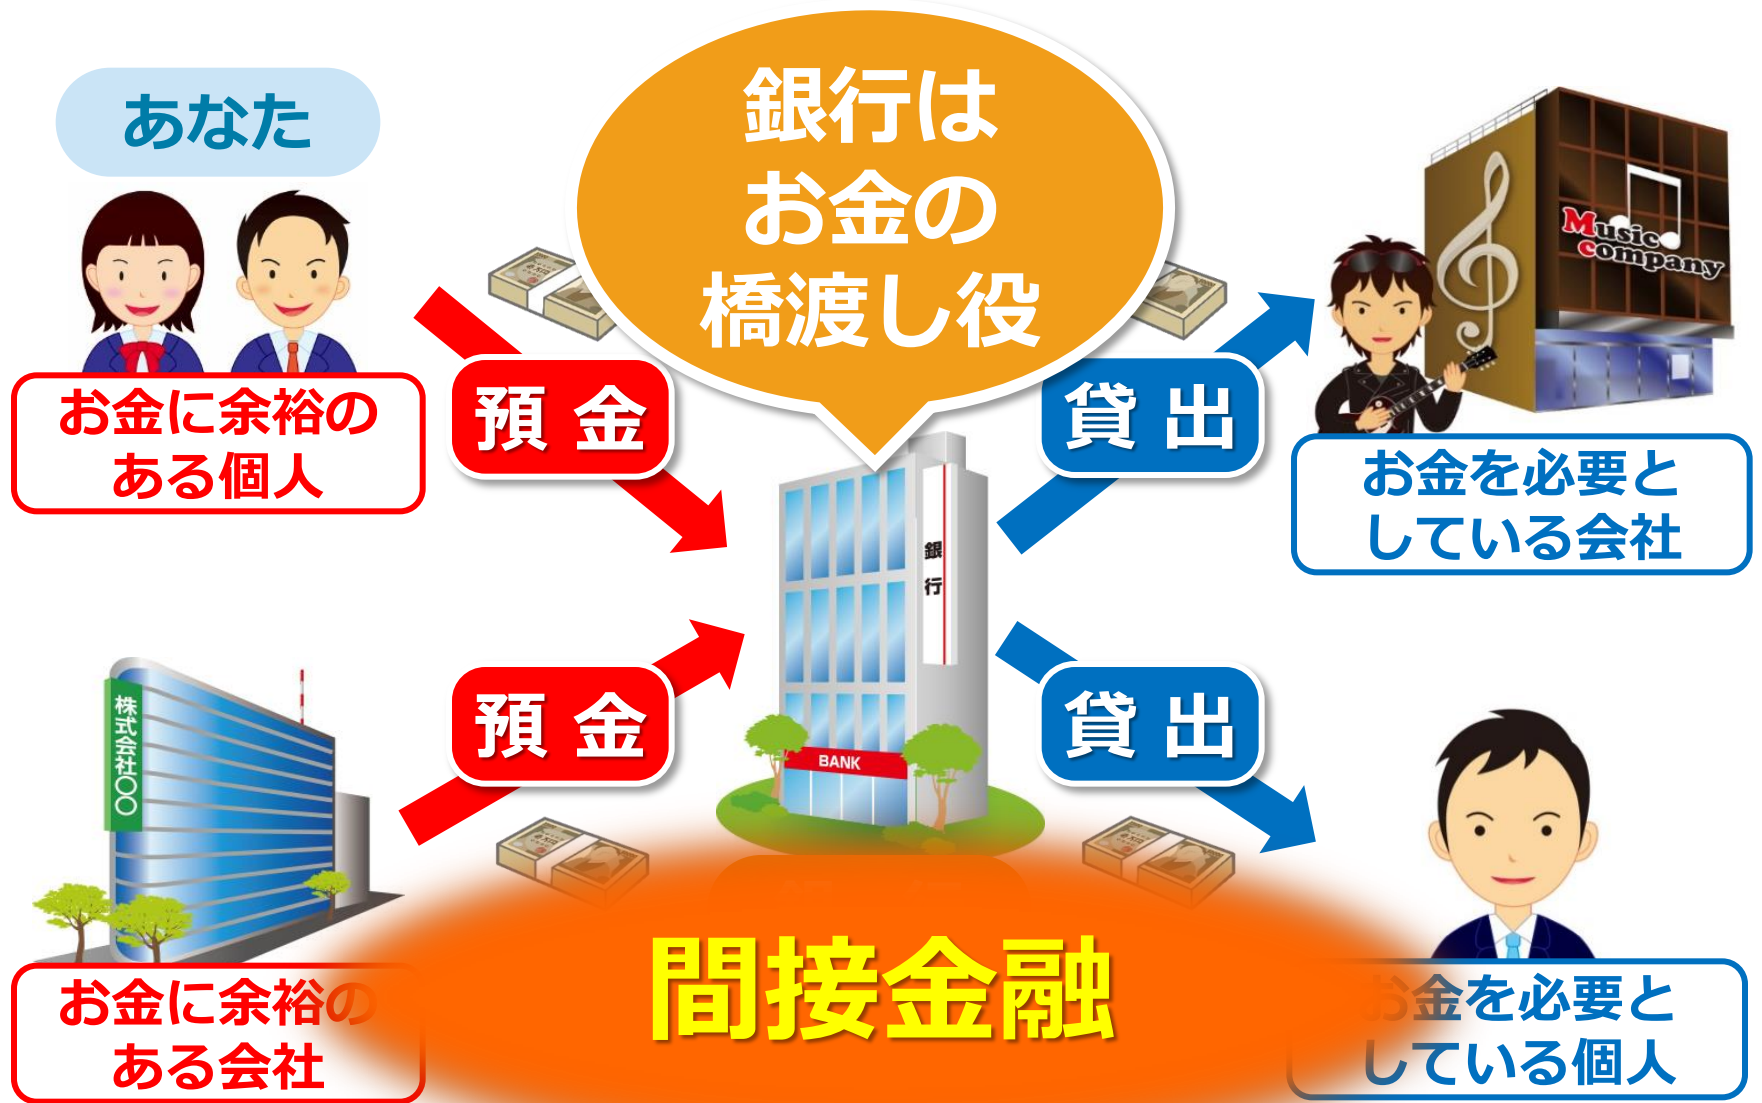 あなた
銀行は
お金の
橋渡し役
Music
company
お金に余裕の
ある個人
預金
貸出
お金を必要と
している会社
銀行
預金
貸出
株式会社〇〇
BANK
間接金融
お金に余裕の
ある会社
お金を必要と
している個人